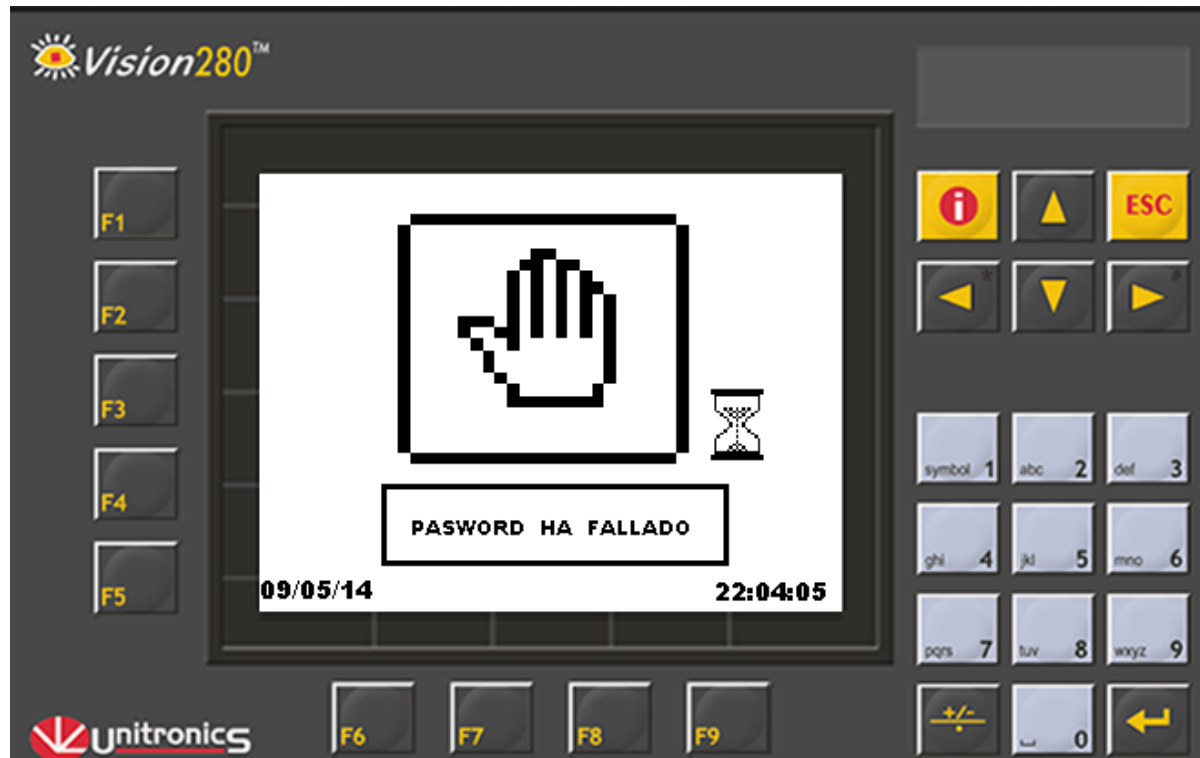 Vision280™
F1
F2
F3
F4
F5
PASWORD HA FALLADO
09/05/14 22:04:05
i
ESC
*
#
symbol 1 abc 2 def 3
ghi 4 jkl 5 mno 6
pqrs 7 tuv 8 wxyz 9
+/- . 0
F6 F7 F8 F9
Unitronics